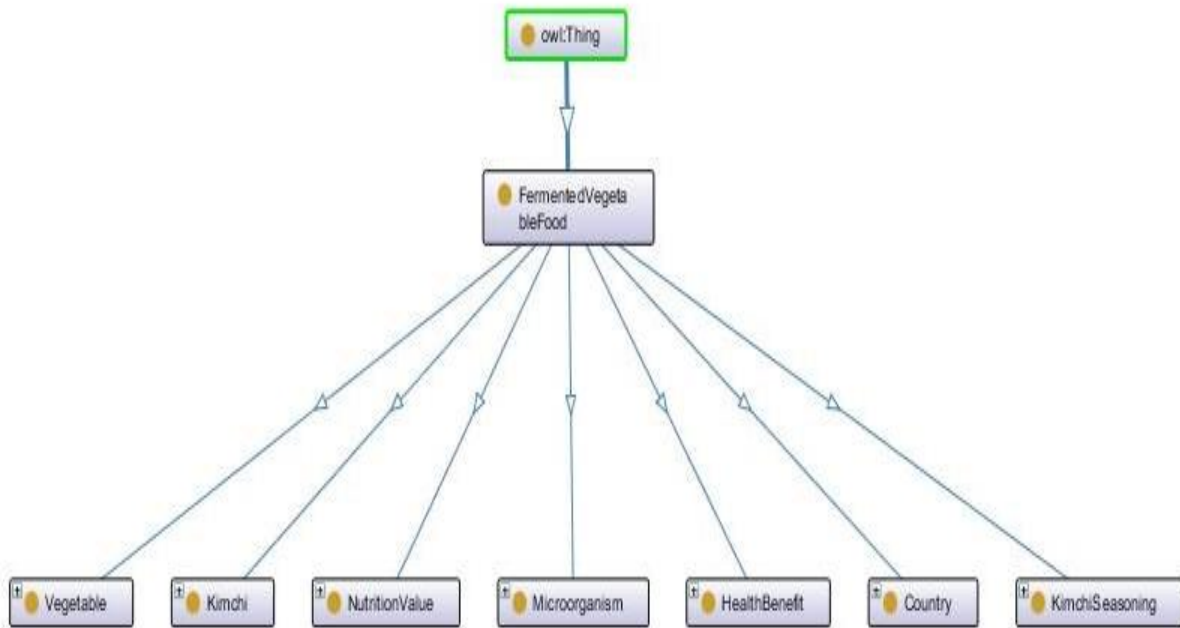 owl:Thing
FermentedVegeta
bleFood
Vegetable
Kimchi
NutritionValue
Microorganism
HealthBenefit
Country
KimchiSeasoning